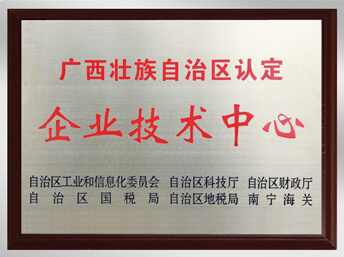 广西壮族自治区认定
企业技术中心
自治区工业和信息化委员会 自治区科技厅 自治区财政厅
自治区国税局 自治区地税局 南宁海关